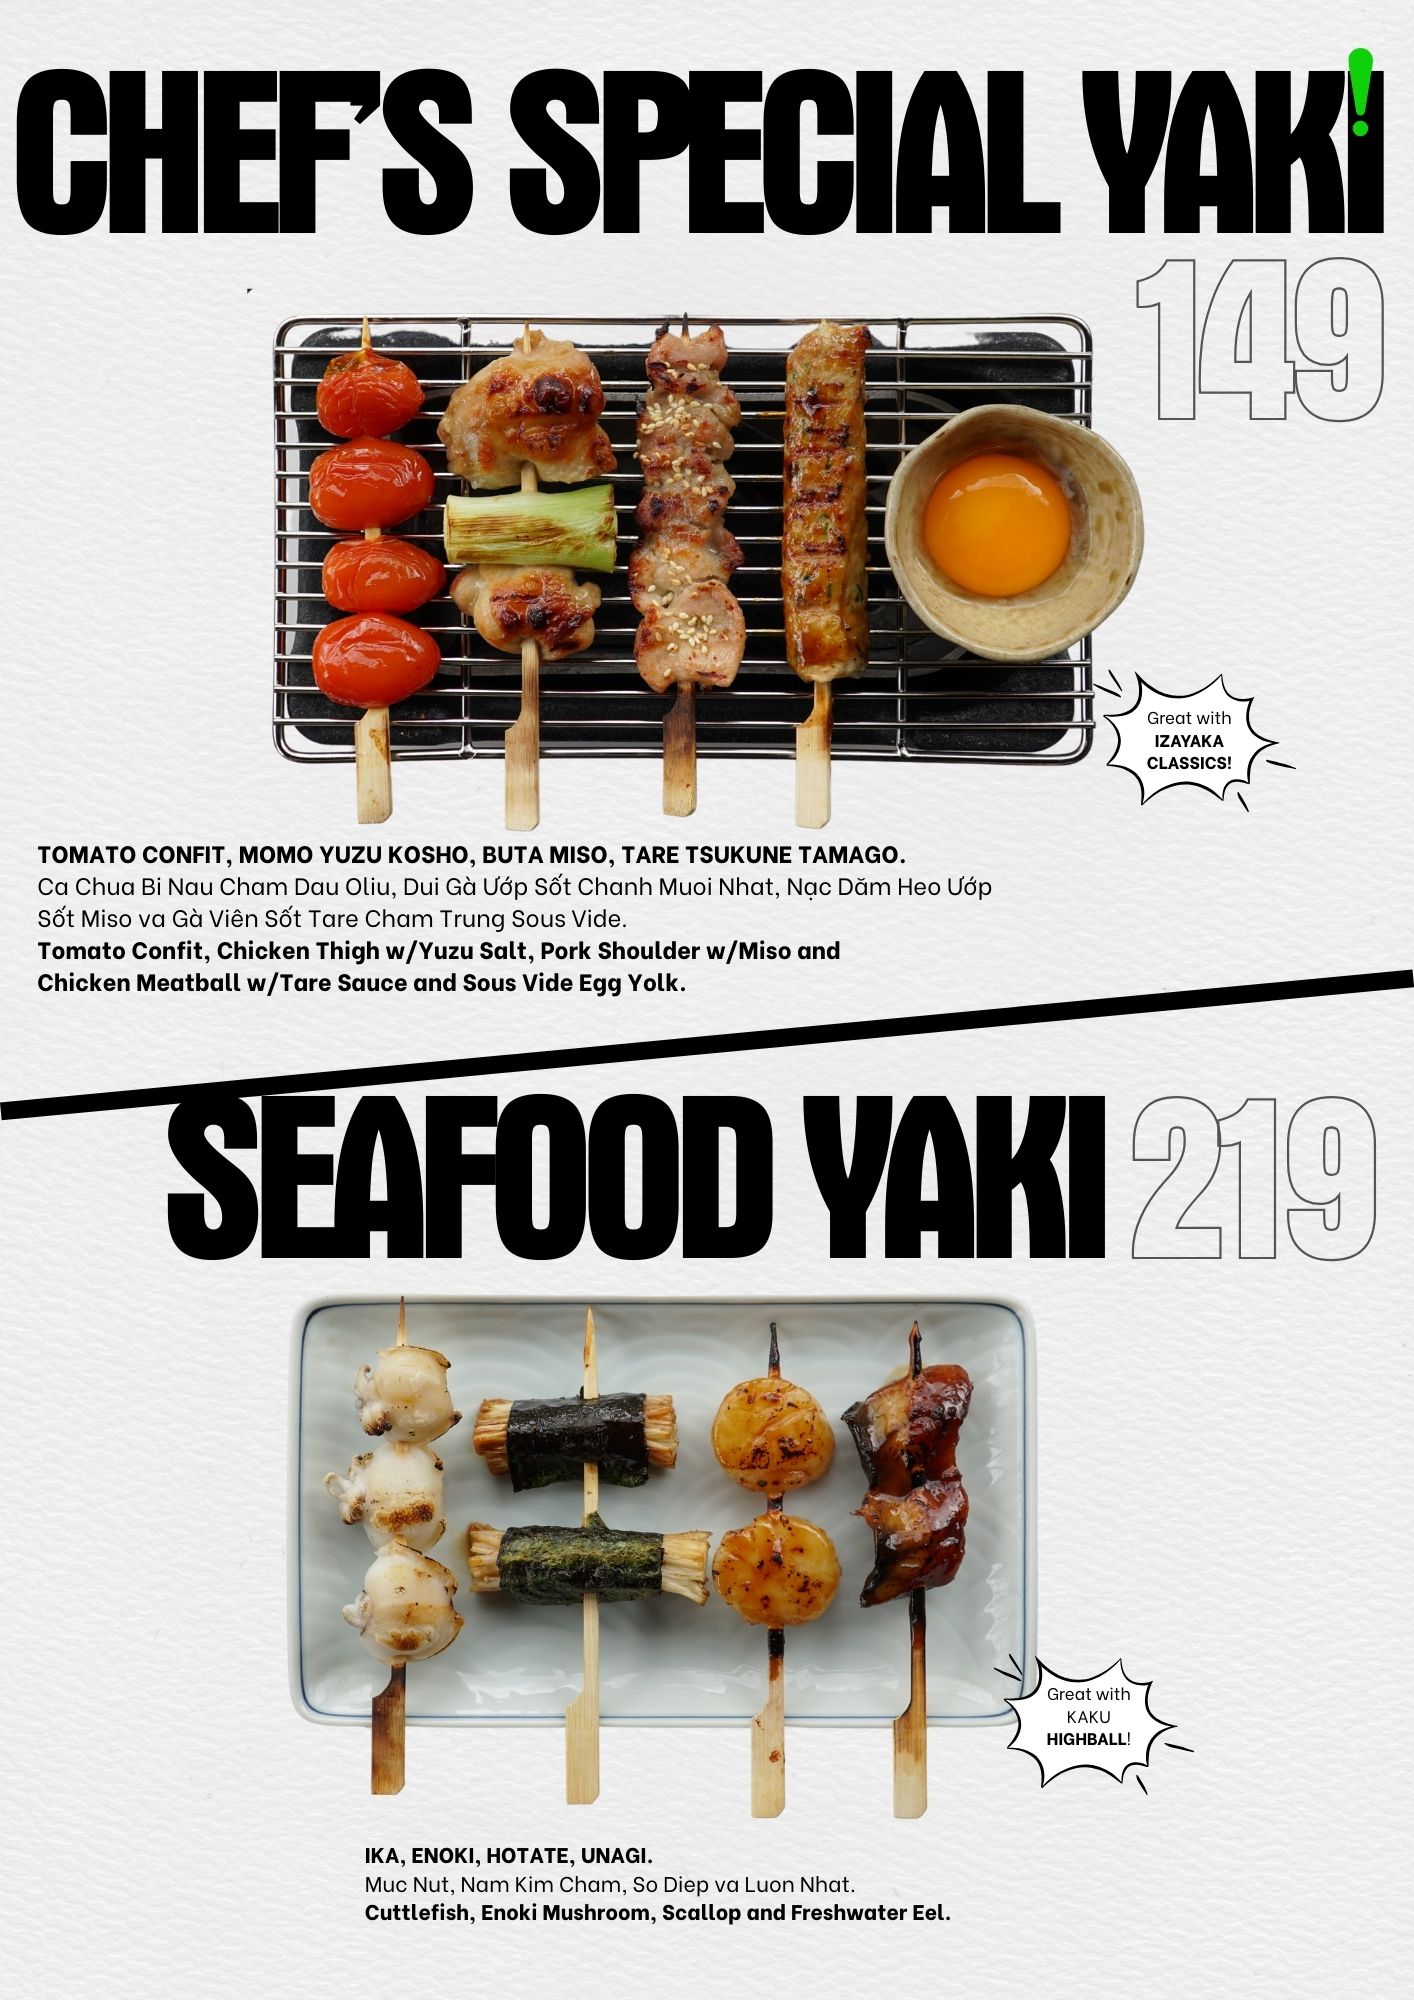 CHEF'S SPECIAL YAKI!
149
Great with
IZAYAKA
CLASSICS!
TOMATO CONFIT, MOMO YUZU KOSHO, BUTA MISO, TARE TSUKUNE TAMAGO.
Ca Chua Bi Nau Cham Dau Oliu, Dui Gà Ướp Sốt Chanh Muoi Nhat, Nạc Dăm Heo Ướp
Sốt Miso va Gà Viên Sốt Tare Cham Trung Sous Vide.
Tomato Confit, Chicken Thigh w/Yuzu Salt, Pork Shoulder w/Miso and
Chicken Meatball w/Tare Sauce and Sous Vide Egg Yolk.
SEAFOOD YAKI 219
Great with
KAKU
HIGHBALL!
IKA, ENOKI, HOTATE, UNAGI.
Muc Nut, Nam Kim Cham, So Diep va Luon Nhat.
Cuttlefish, Enoki Mushroom, Scallop and Freshwater Eel.